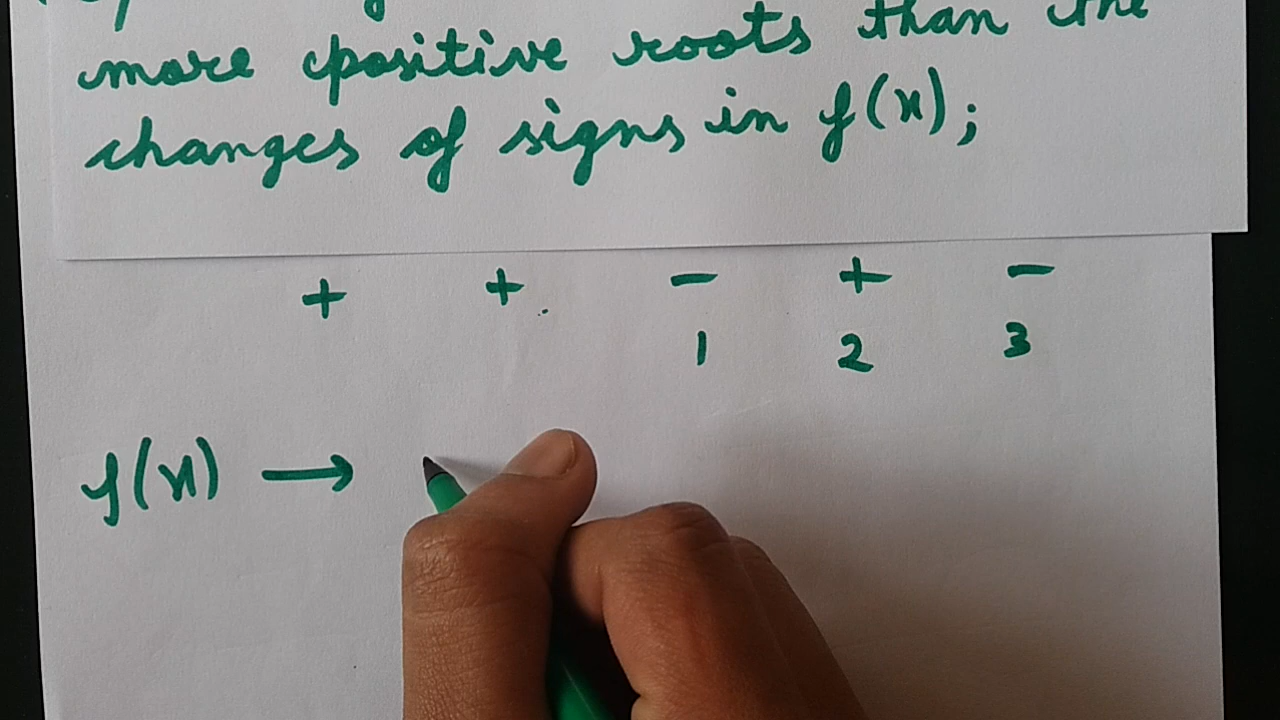 more positive roots than the
changes of signs in f(x);
+ + - + -
1 2 3
f(x) →